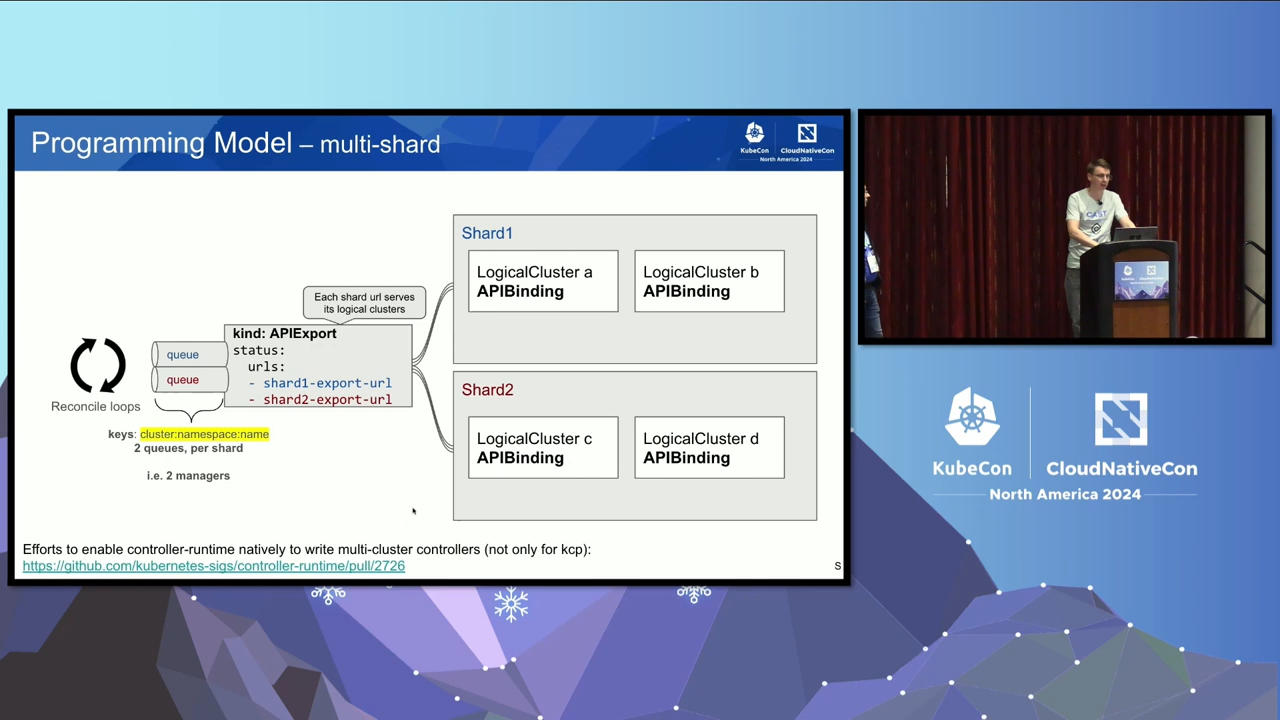 Programming Model – multi-shard
KubeCon
CloudNativeCon
North America 2024
Shard1
LogicalCluster a
APIBinding
LogicalCluster b
APIBinding
Each shard url serves
its logical clusters
kind: APIExport
status:
urls:
- shard1-export-url
- shard2-export-url
queue
queue
Reconcile loops
keys: cluster:namespace:name
2 queues, per shard
i.e. 2 managers
Shard2
LogicalCluster c
APIBinding
LogicalCluster d
APIBinding
Efforts to enable controller-runtime natively to write multi-cluster controllers (not only for kcp):
https://github.com/kubernetes-sigs/controller-runtime/pull/2726
S
KubeCon
CloudNativeCon
North America 2024